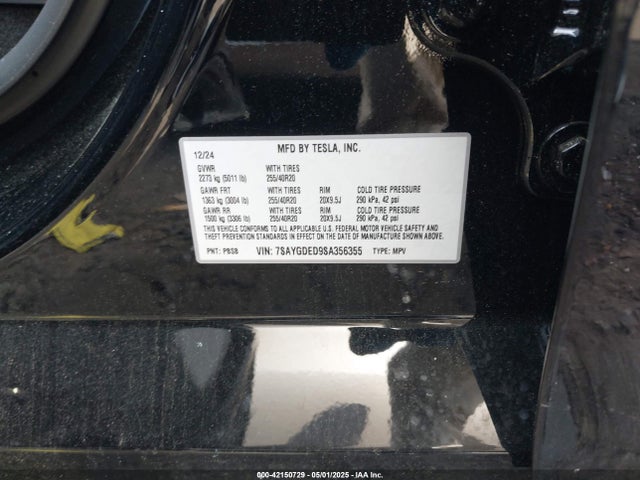 MFD BY TESLA, INC.
12/24
GVWR WITH TIRES
2273 kg (5011 lb) 255/40R20
GAWR FRT WITH TIRES RIM COLD TIRE PRESSURE
1363 kg (3004 lb) 255/40R20 20X9.5J 290 kPa, 42 psi
GAWR RR WITH TIRES RIM COLD TIRE PRESSURE
1500 kg (3306 lb) 255/40R20 20X9.5J 290 kPa, 42 psi
THIS VEHICLE CONFORMS TO ALL APPLICABLE U.S. FEDERAL MOTOR VEHICLE SAFETY AND
THEFT PREVENTION STANDARDS IN EFFECT ON THE DATE OF MANUFACTURE SHOWN ABOVE.
PNT: PBSB VIN: 7SAYGDED9SA356355 TYPE: MPV
000-42150729 - 05/01/2025 - IAA Inc.